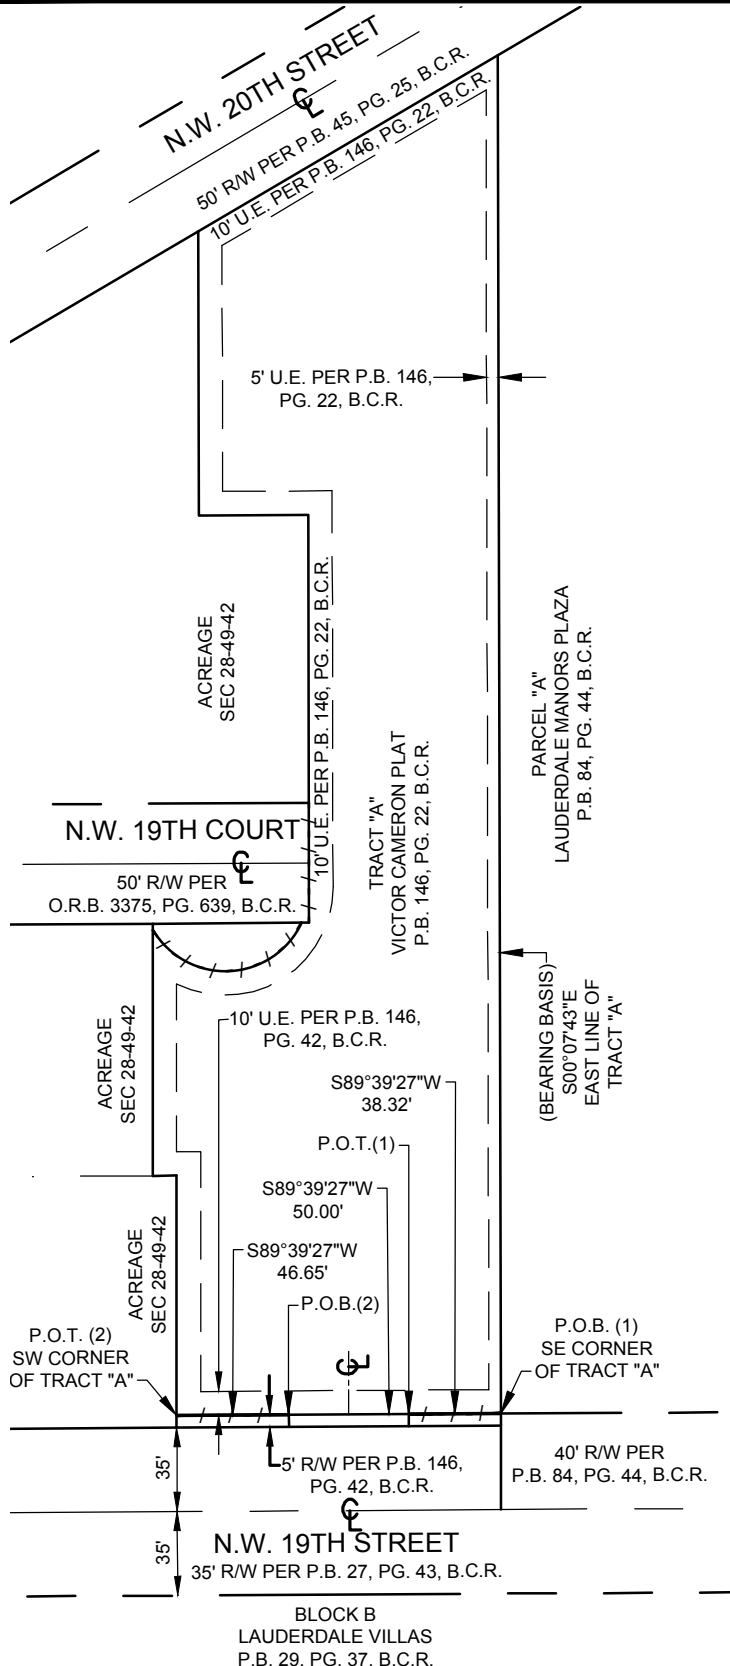 N.W. 20TH STREET
CL
50' R/W PER P.B. 45, PG. 25, B.C.R.
10' U.E. PER P.B. 146, PG. 22, B.C.R.
5' U.E. PER P.B. 146,
PG. 22, B.C.R.
ACREAGE
SEC 28-49-42
10' U.E. PER P.B. 146, PG. 22, B.C.R.
PARCEL "A"
LAUDERDALE MANORS PLAZA
P.B. 84, PG. 44, B.C.R.
TRACT "A"
VICTOR CAMERON PLAT
P.B. 146, PG. 22, B.C.R.
N.W. 19TH COURT
CL
50' R/W PER
O.R.B. 3375, PG. 639, B.C.R.
(BEARING BASIS)
S00°07'43"E
EAST LINE OF
TRACT "A"
ACREAGE
SEC 28-49-42
10' U.E. PER P.B. 146,
PG. 42, B.C.R.
S89°39'27"W
38.32'
P.O.T.(1)
S89°39'27"W
50.00'
ACREAGE
SEC 28-49-42
S89°39'27"W
46.65'
P.O.B.(2)
P.O.T. (2)
SW CORNER
OF TRACT "A"
CL
P.O.B. (1)
SE CORNER
OF TRACT "A"
35'
5' R/W PER P.B. 146,
PG. 42, B.C.R.
40' R/W PER
P.B. 84, PG. 44, B.C.R.
CL
35'
N.W. 19TH STREET
35' R/W PER P.B. 27, PG. 43, B.C.R.
BLOCK B
LAUDERDALE VILLAS
P.B. 29, PG. 37, B.C.R.